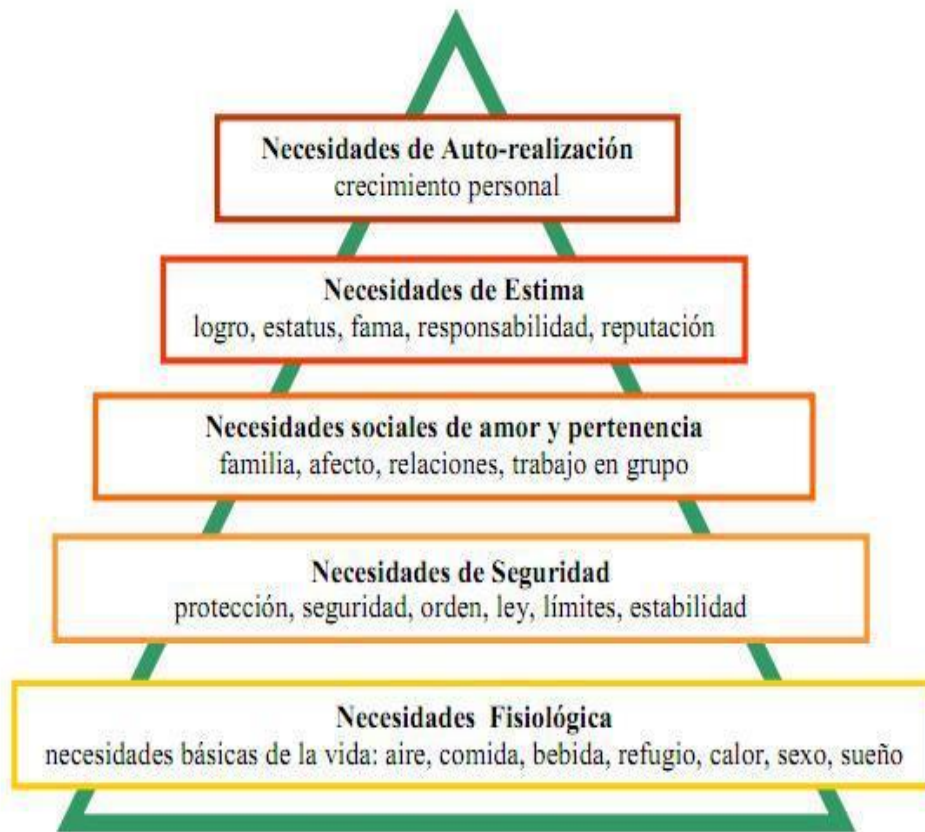 Necesidades de Auto-realización
crecimiento personal
Necesidades de Estima
logro, estatus, fama, responsabilidad, reputación
Necesidades sociales de amor y pertenencia
familia, afecto, relaciones, trabajo en grupo
Necesidades de Seguridad
protección, seguridad, orden, ley, límites, estabilidad
Necesidades Fisiológica
necesidades básicas de la vida: aire, comida, bebida, refugio, calor, sexo, sueño